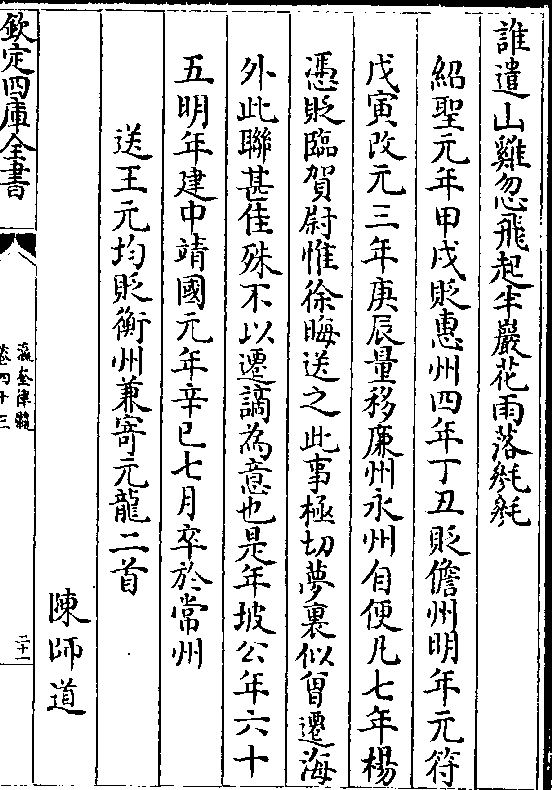 誰遣山雞忽飛起半巖花雨落毿毿
紹聖元年甲戌貶惠州四年丁丑貶儋州明年元符
戊寅改元三年庚辰量移廉州永州自便凡七年楊
憑貶臨賀尉惟徐晦送之此事極切夢裏似曾遷海
外此聯甚佳殊不以遷謫為意也是年坡公年六十
五明年建中靖國元年辛巳七月卒於常州
送王元均貶衡州兼寄元龍二首
陳師道
欽定四庫全書
瀛奎律髓
卷四十三
二十一